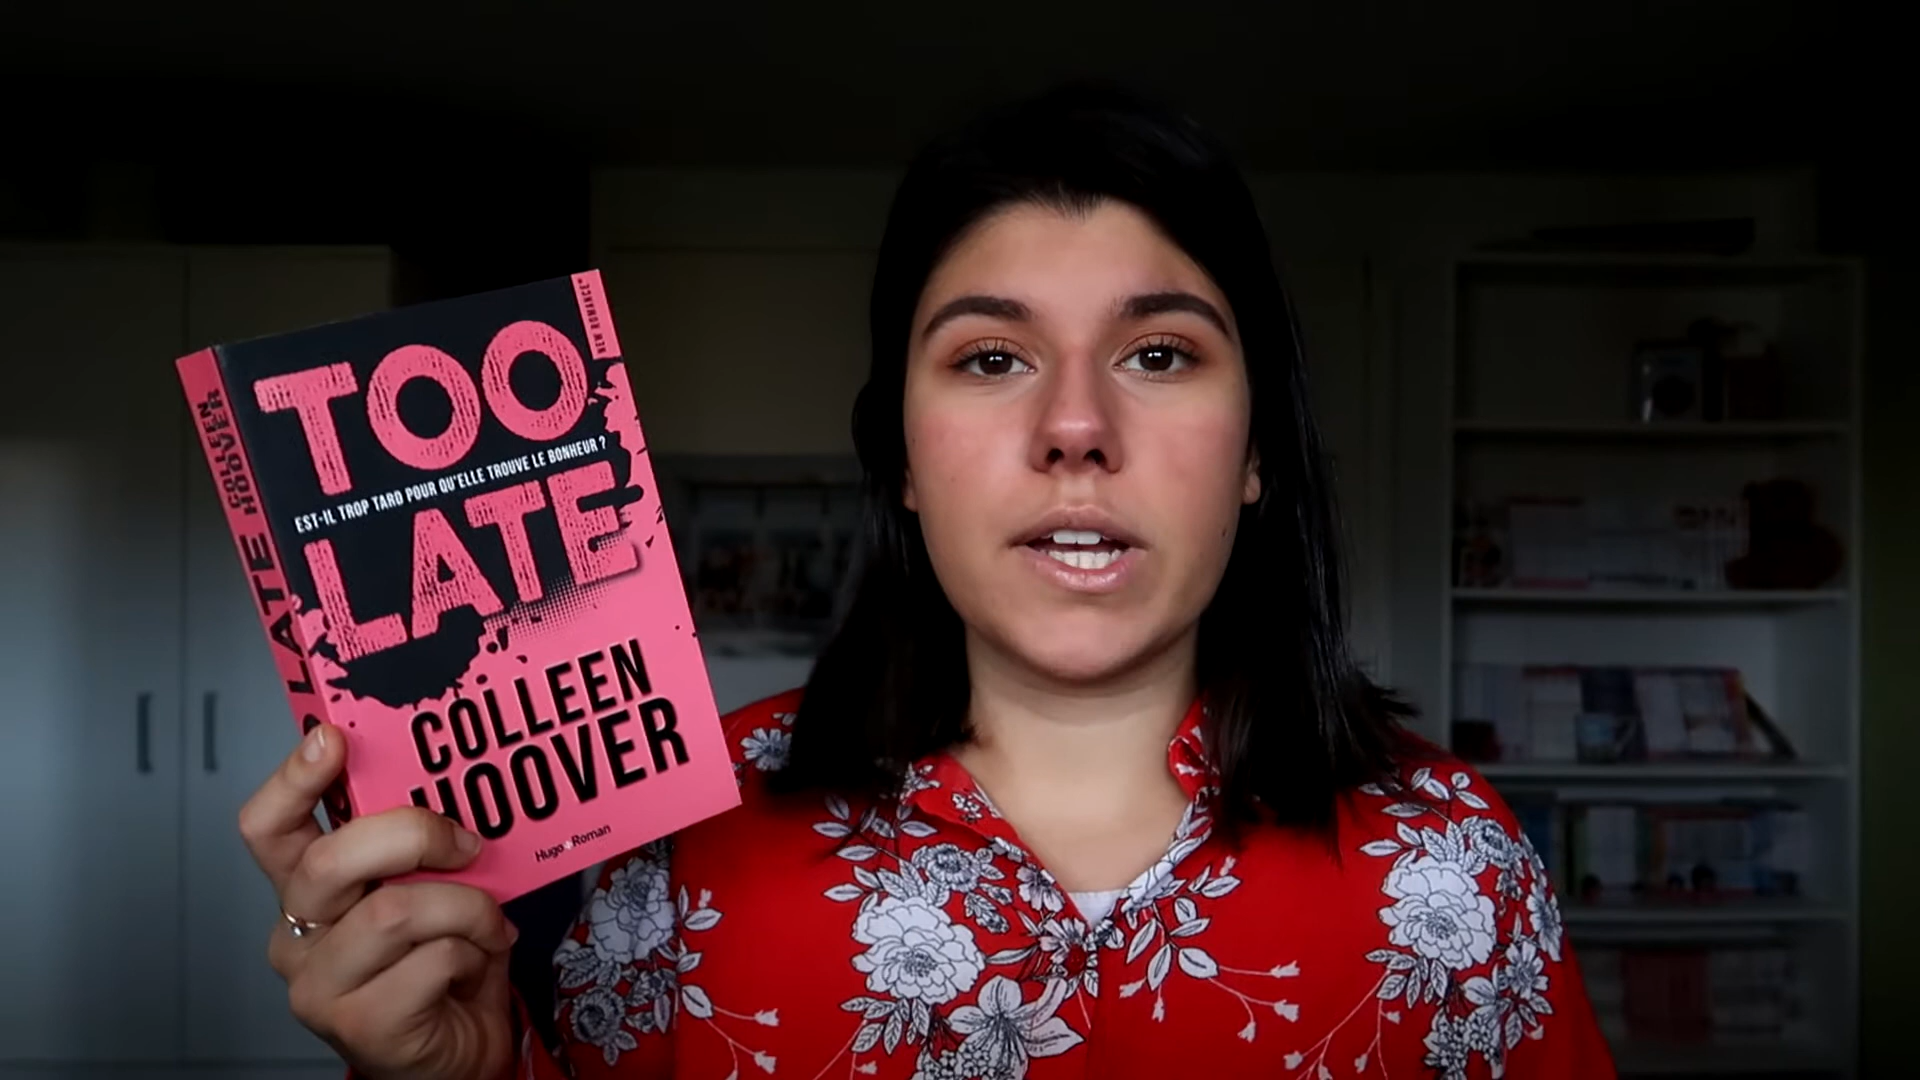 NEW ROMANCE
TOO
EST-IL TROP TARD POUR QU'ELLE TROUVE LE BONHEUR ?
LATE
COLLEEN
HOOVER
Hugo Roman
COLLEEN
HOOVER
LATE